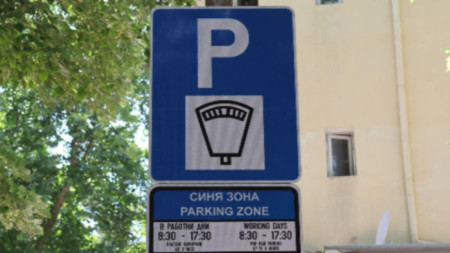 P
СИНЯ ЗОНА
PARKING ZONE
В РАБОТНИ ДНИ
8:30 - 17:30
WORKING DAYS
8:30 - 17:30